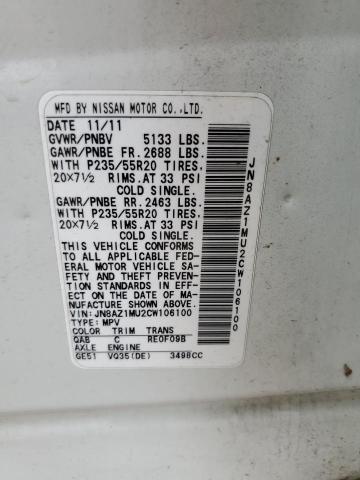 MFD BY NISSAN MOTOR CO.,LTD.
DATE 11/11
GVWR/PNBV 5133 LBS.
GAWR/PNBE FR. 2688 LBS.
WITH P235/55R20 TIRES.
20X7½ RIMS. AT 33 PSI
COLD SINGLE.
GAWR/PNBE RR. 2463 LBS.
WITH P235/55R20 TIRES.
20X7½ RIMS. AT 33 PSI
COLD SINGLE.
THIS VEHICLE CONFORMS
TO ALL APPLICABLE FED-
ERAL MOTOR VEHICLE SA-
FETY AND THEFT PREVEN-
TION STANDARDS IN EFFECT
ON THE DATE OF MANU-
FACTURE SHOWN ABOVE.
VIN: JN8AZ1MU2CW106100
TYPE: MPV
COLOR TRIM TRANS
QAB C RE0F09B
AXLE ENGINE
GE51 VQ35(DE) 3498CC
JN8AZ1MU2CW106100